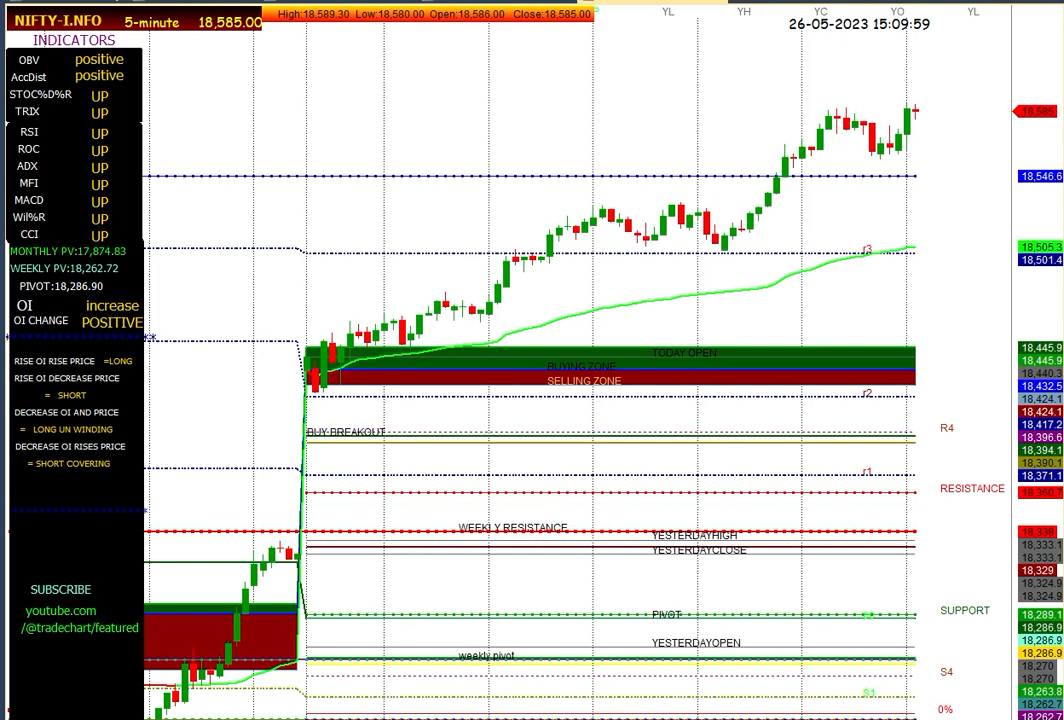 NIFTY-I.NFO 5-minute 18,585.00 High:18,589.30 Low:18,580.00 Open:18,586.00 Close:18,585.00
YL YH YC YO YL
26-05-2023 15:09:59
INDICATORS
OBV positive
AccDist positive
STOC%D%R UP
TRIX UP
RSI UP
ROC UP
ADX UP
MFI UP
MACD UP
Wil%R UP
CCI UP
MONTHLY PV:17,874.83
WEEKLY PV:18,262.72
PIVOT:18,286.90
OI increase
OI CHANGE POSITIVE
RISE OI RISE PRICE =LONG
RISE OI DECREASE PRICE
= SHORT
DECREASE OI AND PRICE
= LONG UN WINDING
DECREASE OI RISES PRICE
= SHORT COVERING
SUBSCRIBE
youtube.com
/@tradechart/featured
r3
TODAY OPEN
BUYING ZONE
SELLING ZONE
r2
BUY BREAKOUT
r1
WEEKLY RESISTANCE
YESTERDAYHIGH
YESTERDAYCLOSE
PIVOT
YESTERDAYOPEN
weekly pivot
S1
R4
RESISTANCE
SUPPORT
S4
0%
18,585
18,546.6
18,505.3
18,501.4
18,445.9
18,445.9
18,440.3
18,432.5
18,424.1
18,424.1
18,417.2
18,396.6
18,394.1
18,390.1
18,371.1
18,360.7
18,338
18,333.1
18,333.1
18,329
18,324.9
18,324.9
18,289.1
18,286.9
18,286.9
18,286.9
18,270
18,270
18,263.8
18,262.7
18,262.7